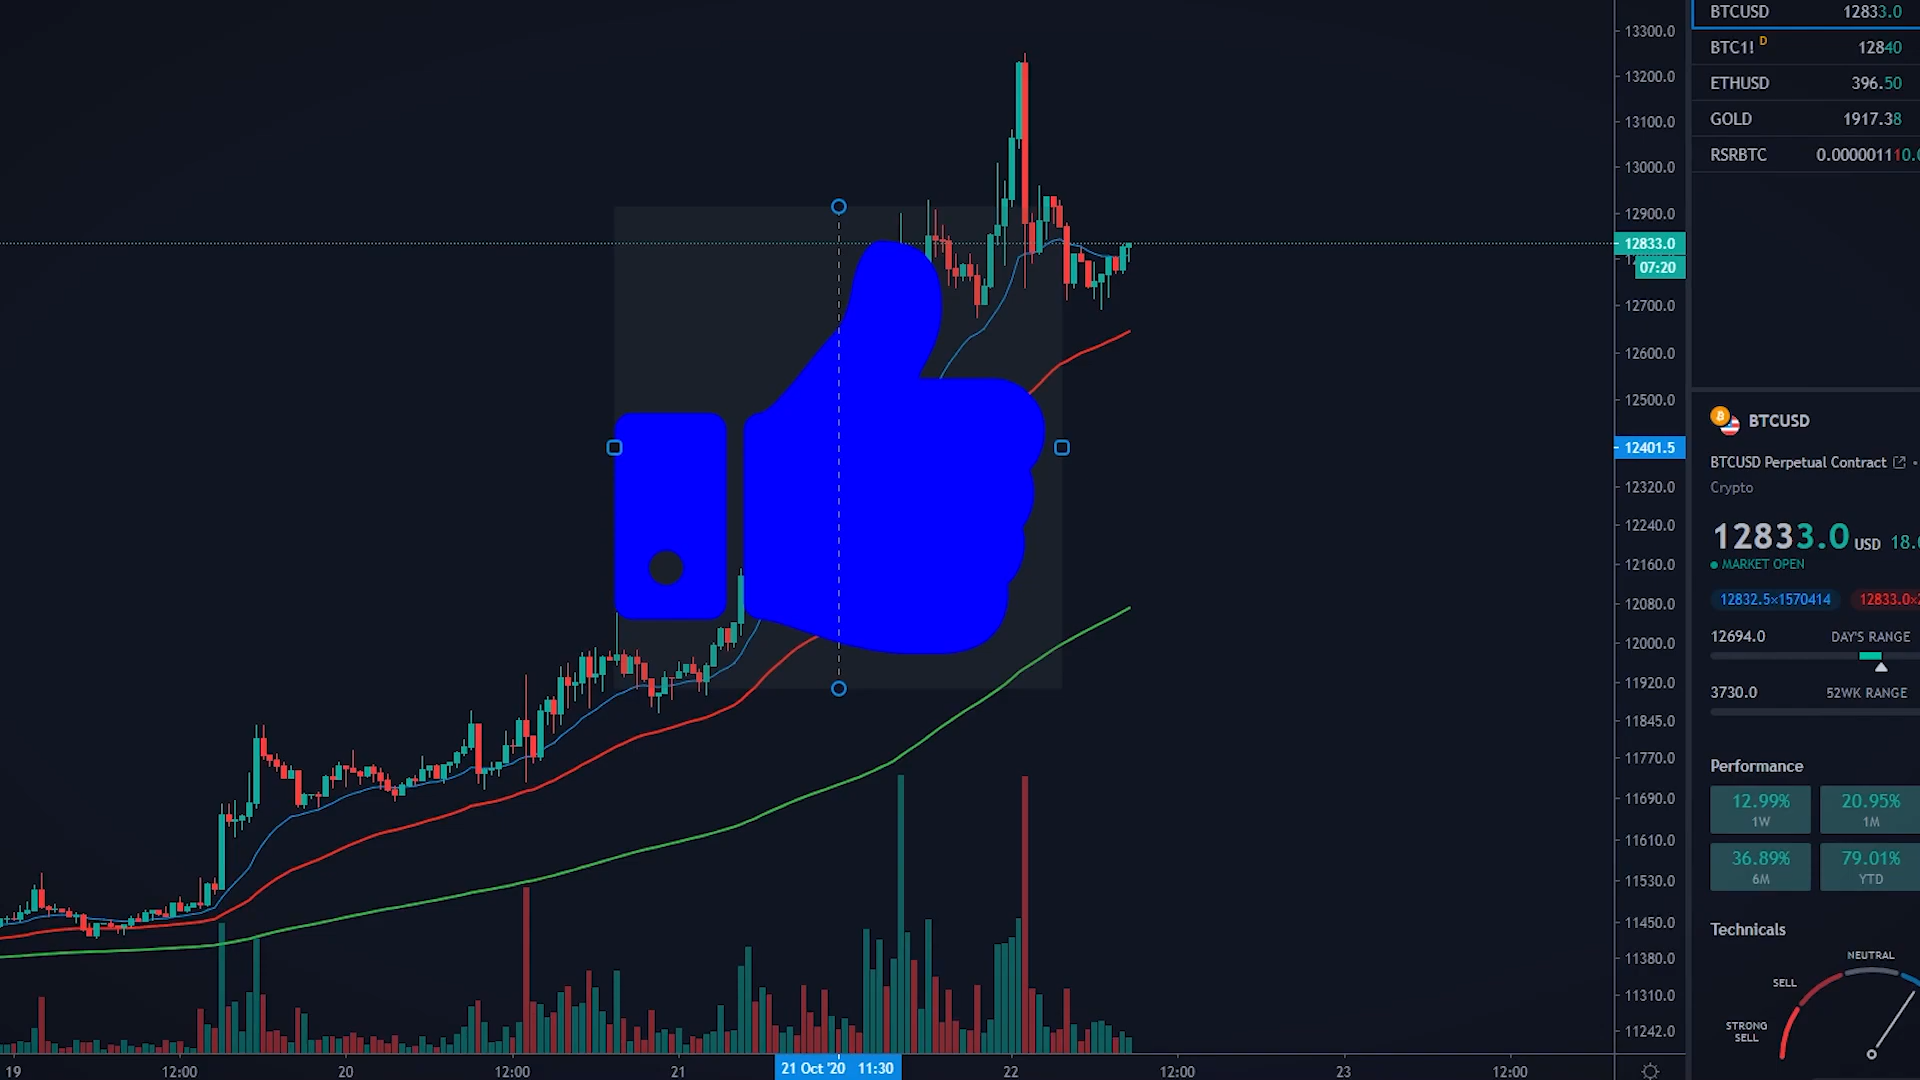 13300.0
13200.0
13100.0
13000.0
12900.0
12833.0
07:20
12700.0
12600.0
12500.0
12401.5
12320.0
12240.0
12160.0
12080.0
12000.0
11920.0
11845.0
11770.0
11690.0
11610.0
11530.0
11450.0
11380.0
11310.0
11242.0
19 12:00 20 12:00 21 21 Oct '20 11:30 22 12:00 23 12:00
BTCUSD 12833.0
BTC1! D 12840
ETHUSD 396.50
GOLD 1917.38
RSRBTC 0.000001110.0
BTCUSD
BTCUSD Perpetual Contract
Crypto
12833.0 USD 18.
MARKET OPEN
12832.5×1570414 12833.0×
12694.0 DAY'S RANGE
3730.0 52WK RANGE
Performance
12.99% 20.95%
1W 1M
36.89% 79.01%
6M YTD
Technicals
NEUTRAL
SELL
STRONG
SELL